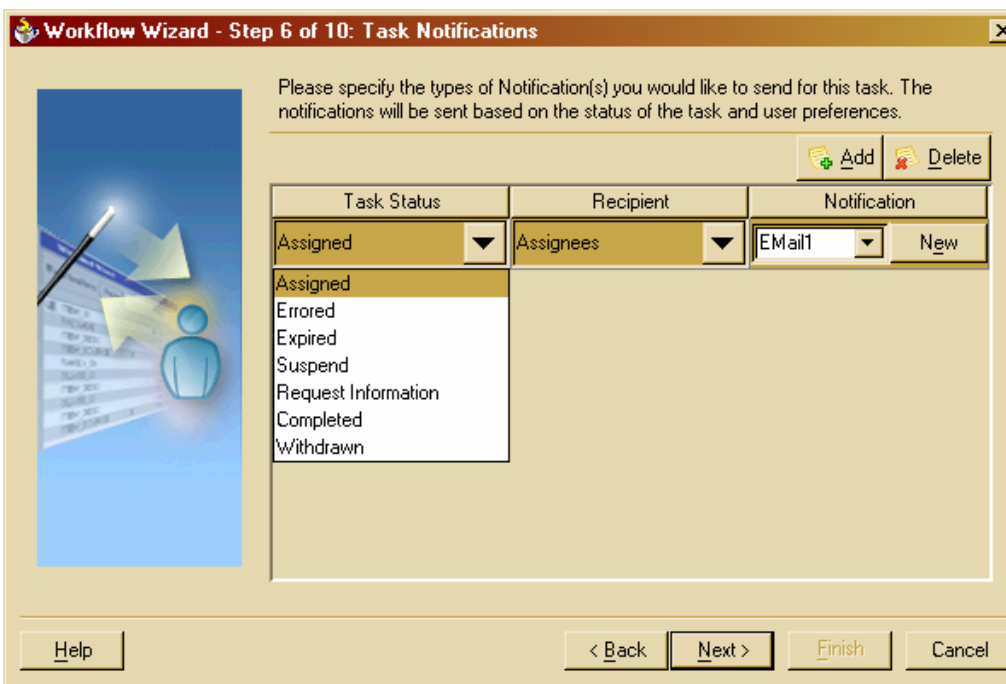 Workflow Wizard - Step 6 of 10: Task Notifications
Please specify the types of Notification(s) you would like to send for this task. The
notifications will be sent based on the status of the task and user preferences.
Add Delete
Task Status Recipient Notification
Assigned Assignees EMail1 New
Assigned
Errored
Expired
Suspend
Request Information
Completed
Withdrawn
Help < Back Next > Finish Cancel